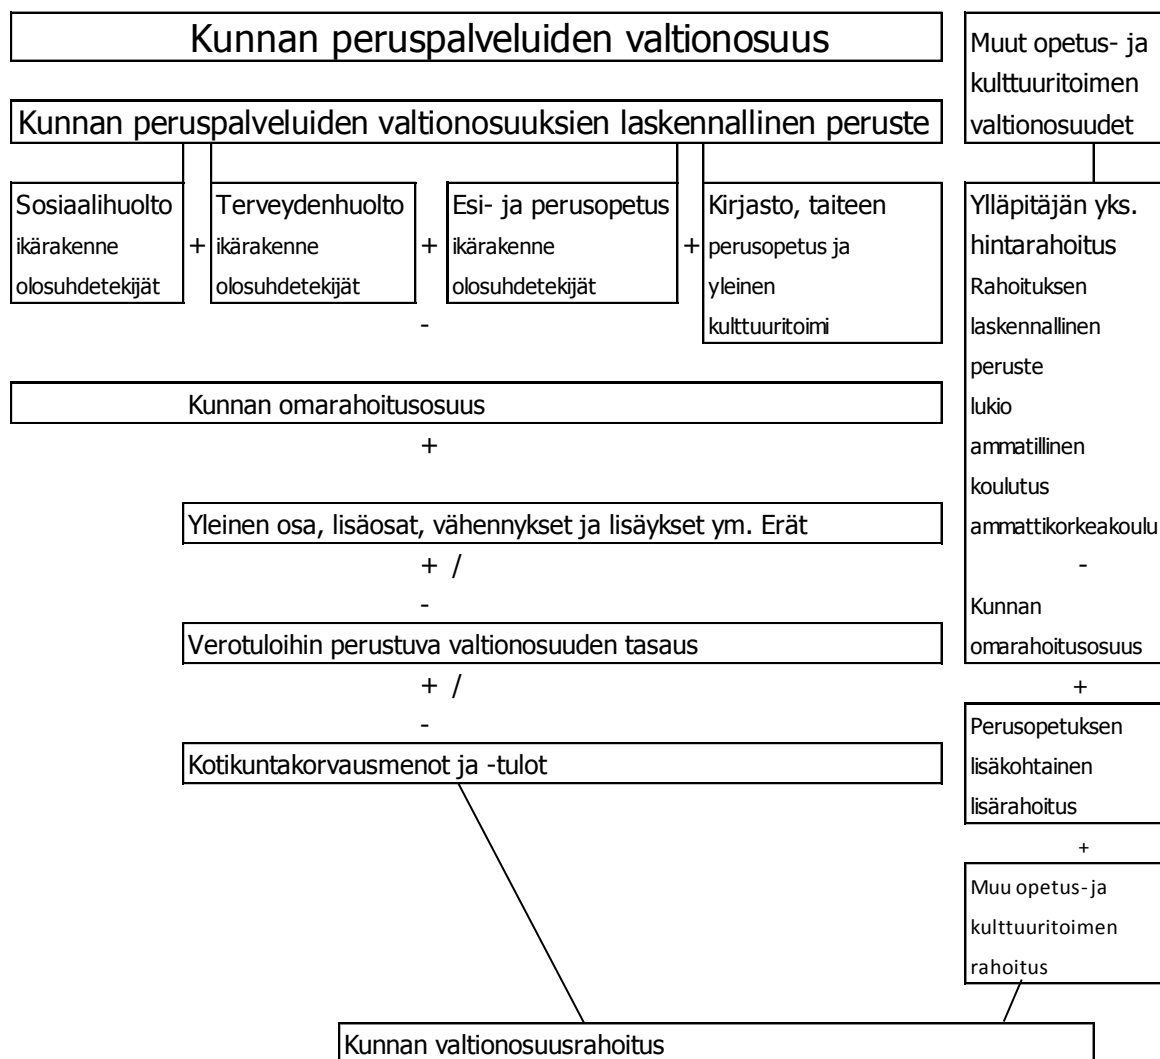 Kunnan peruspalveluiden valtionosuus
Kunnan peruspalveluiden valtionosuuksien laskennallinen peruste
Sosiaalihuolto
ikärakenne
olosuhdetekijät
+
Terveydenhuolto
ikärakenne
olosuhdetekijät
+
Esi- ja perusopetus
ikärakenne
olosuhdetekijät
+
Kirjasto, taiteen
perusopetus ja
yleinen
kulttuuritoimi
-
Kunnan omarahoitusosuus
+
Yleinen osa, lisäosat, vähennykset ja lisäykset ym. Erät
+ /
-
Verotuloihin perustuva valtionosuuden tasaus
+ /
-
Kotikuntakorvausmenot ja -tulot
Muut opetus- ja
kulttuuritoimen
valtionosuudet
Ylläpitäjän yks.
hintarahoitus
Rahoituksen
laskennallinen
peruste
lukio
ammatillinen
koulutus
ammattikorkeakoulu
-
Kunnan
omarahoitusosuus
+
Perusopetuksen
lisäkohtainen
lisärahoitus
+
Muu opetus- ja
kulttuuritoimen
rahoitus
Kunnan valtionosuusrahoitus